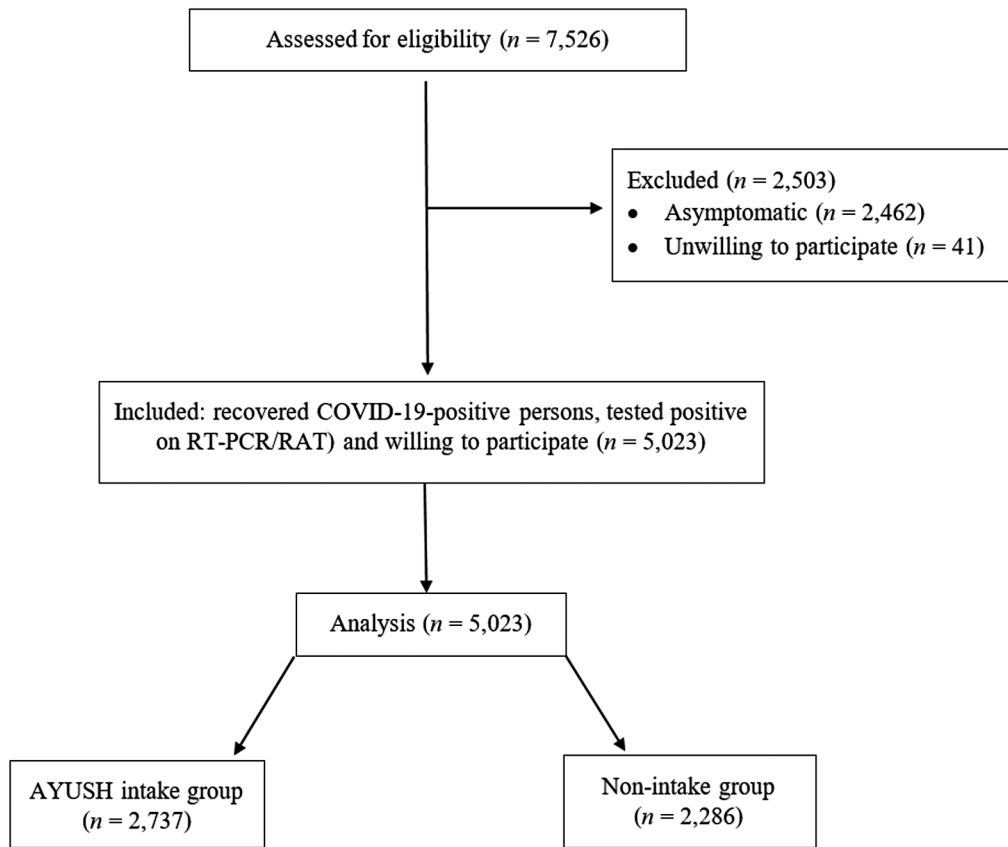 Assessed for eligibility (n = 7,526)
Excluded (n = 2,503)
• Asymptomatic (n = 2,462)
• Unwilling to participate (n = 41)
Included: recovered COVID-19-positive persons, tested positive
on RT-PCR/RAT) and willing to participate (n = 5,023)
Analysis (n = 5,023)
AYUSH intake group
(n = 2,737)
Non-intake group
(n = 2,286)